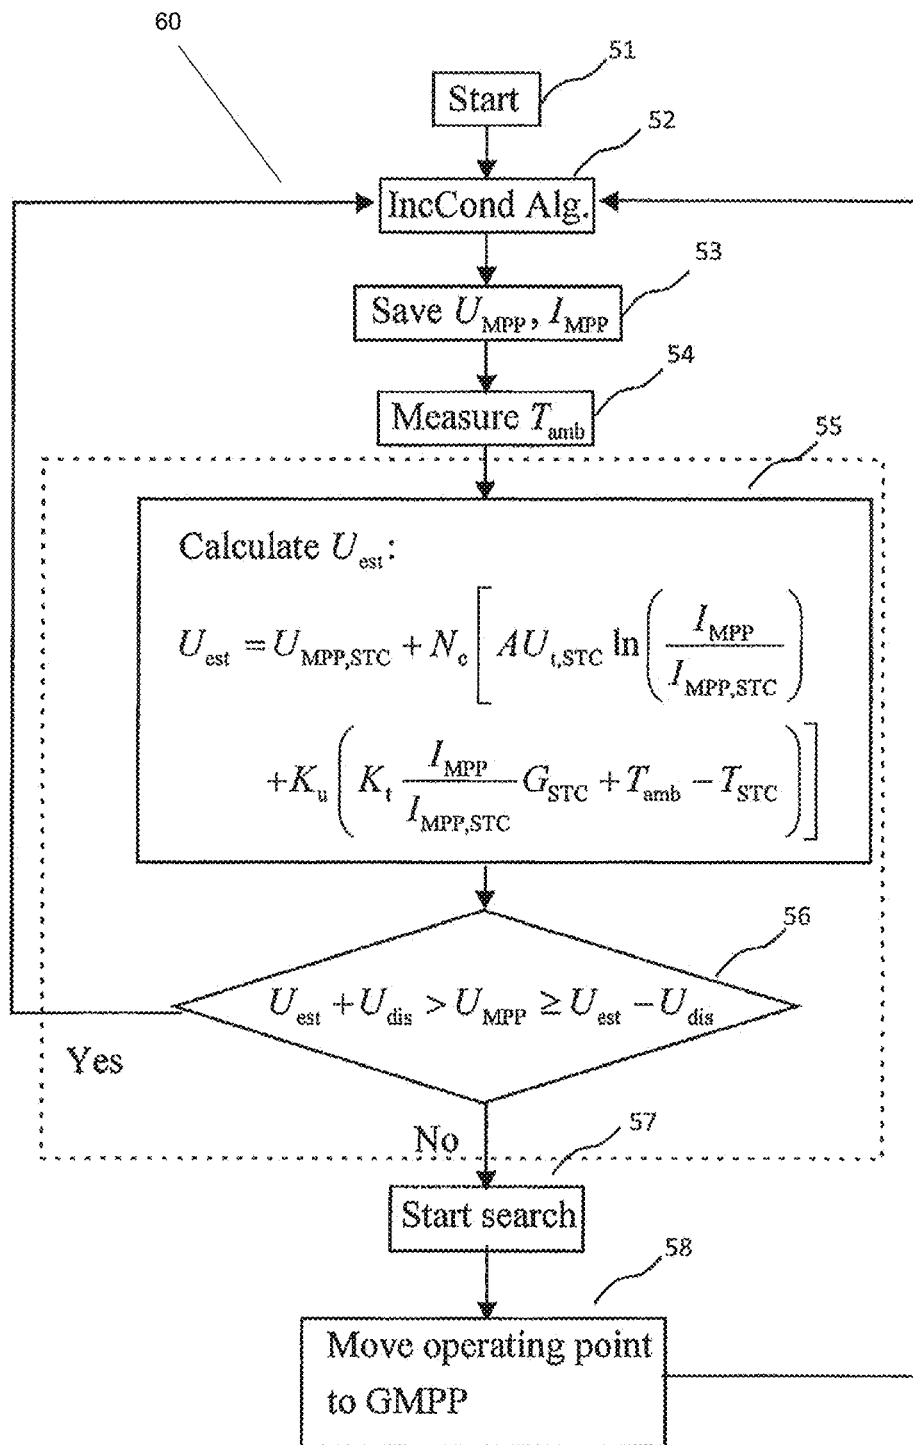 60
51
Start
52
IncCond Alg.
53
Save U_MPP, I_MPP
54
Measure T_amb
55
Calculate U_est:
U_est = U_MPP,STC + N_c [ A U_t,STC ln ( I_MPP / I_MPP,STC )
+ K_u ( K_t I_MPP / I_MPP,STC G_STC + T_amb − T_STC ) ]
56
U_est + U_dis > U_MPP ≥ U_est − U_dis
Yes
No
57
Start search
58
Move operating point
to GMPP